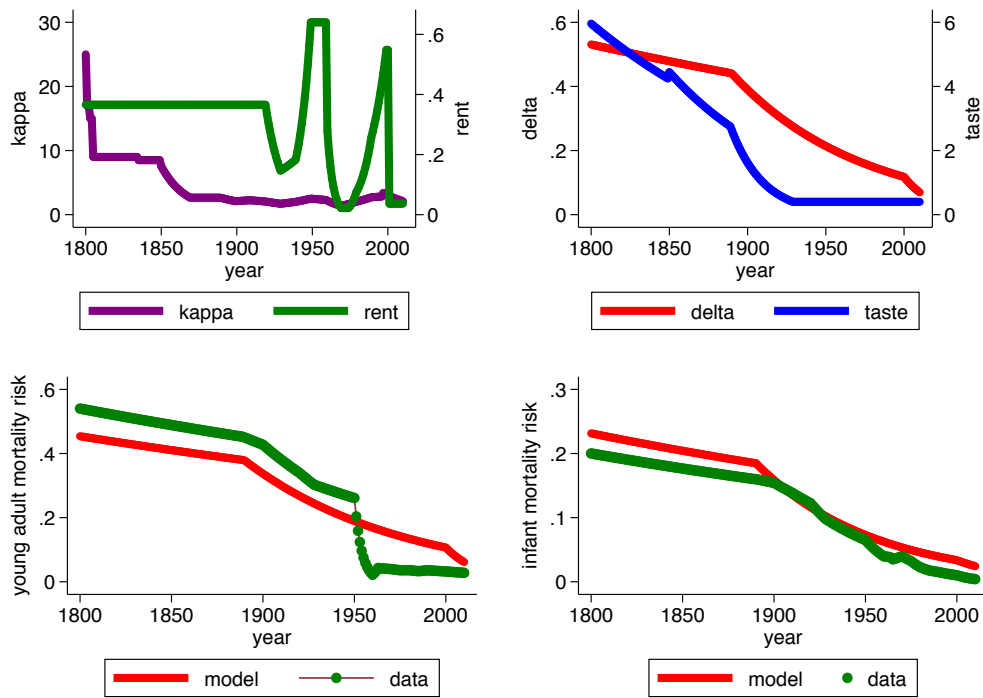 30
20
10
0
kappa
.6
.4
.2
0
rent
1800 1850 1900 1950 2000
year
kappa rent
.6
.4
.2
0
delta
6
4
2
0
taste
1800 1850 1900 1950 2000
year
delta taste
.6
.4
.2
0
young adult mortality risk
1800 1850 1900 1950 2000
year
model data
.3
.2
.1
0
infant mortality risk
1800 1850 1900 1950 2000
year
model data